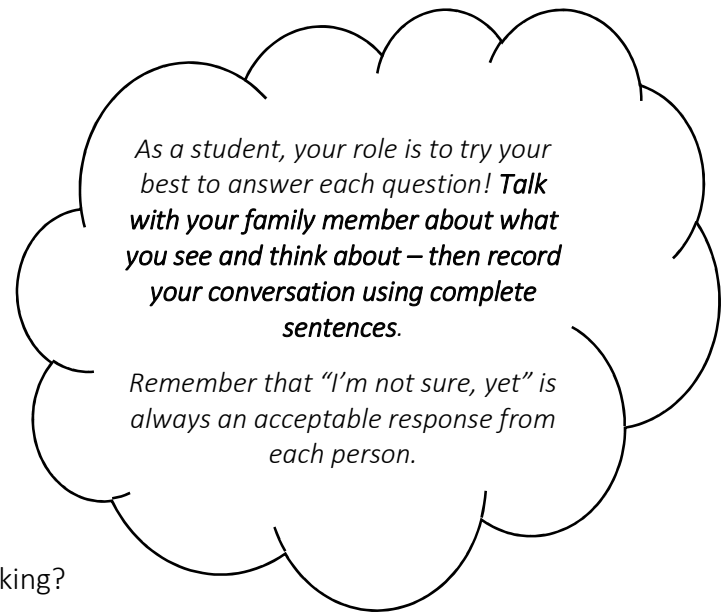 As a student, your role is to try your
best to answer each question! Talk
with your family member about what
you see and think about – then record
your conversation using complete
sentences.
Remember that “I’m not sure, yet” is
always an acceptable response from
each person.
king?